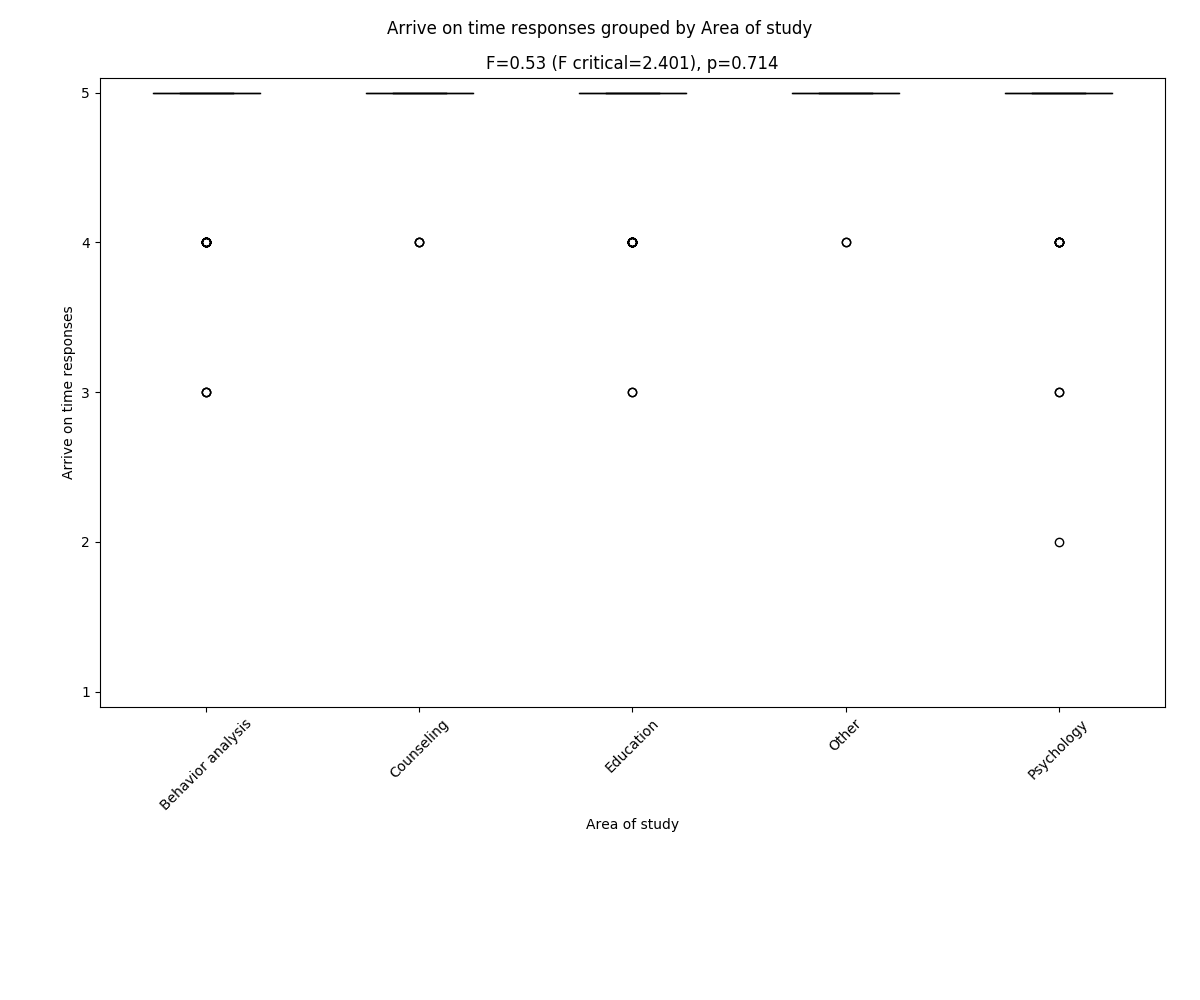 Arrive on time responses grouped by Area of study
F=0.53 (F critical=2.401), p=0.714
5
4
3
2
1
Arrive on time responses
Behavior analysis
Counseling
Education
Other
Psychology
Area of study